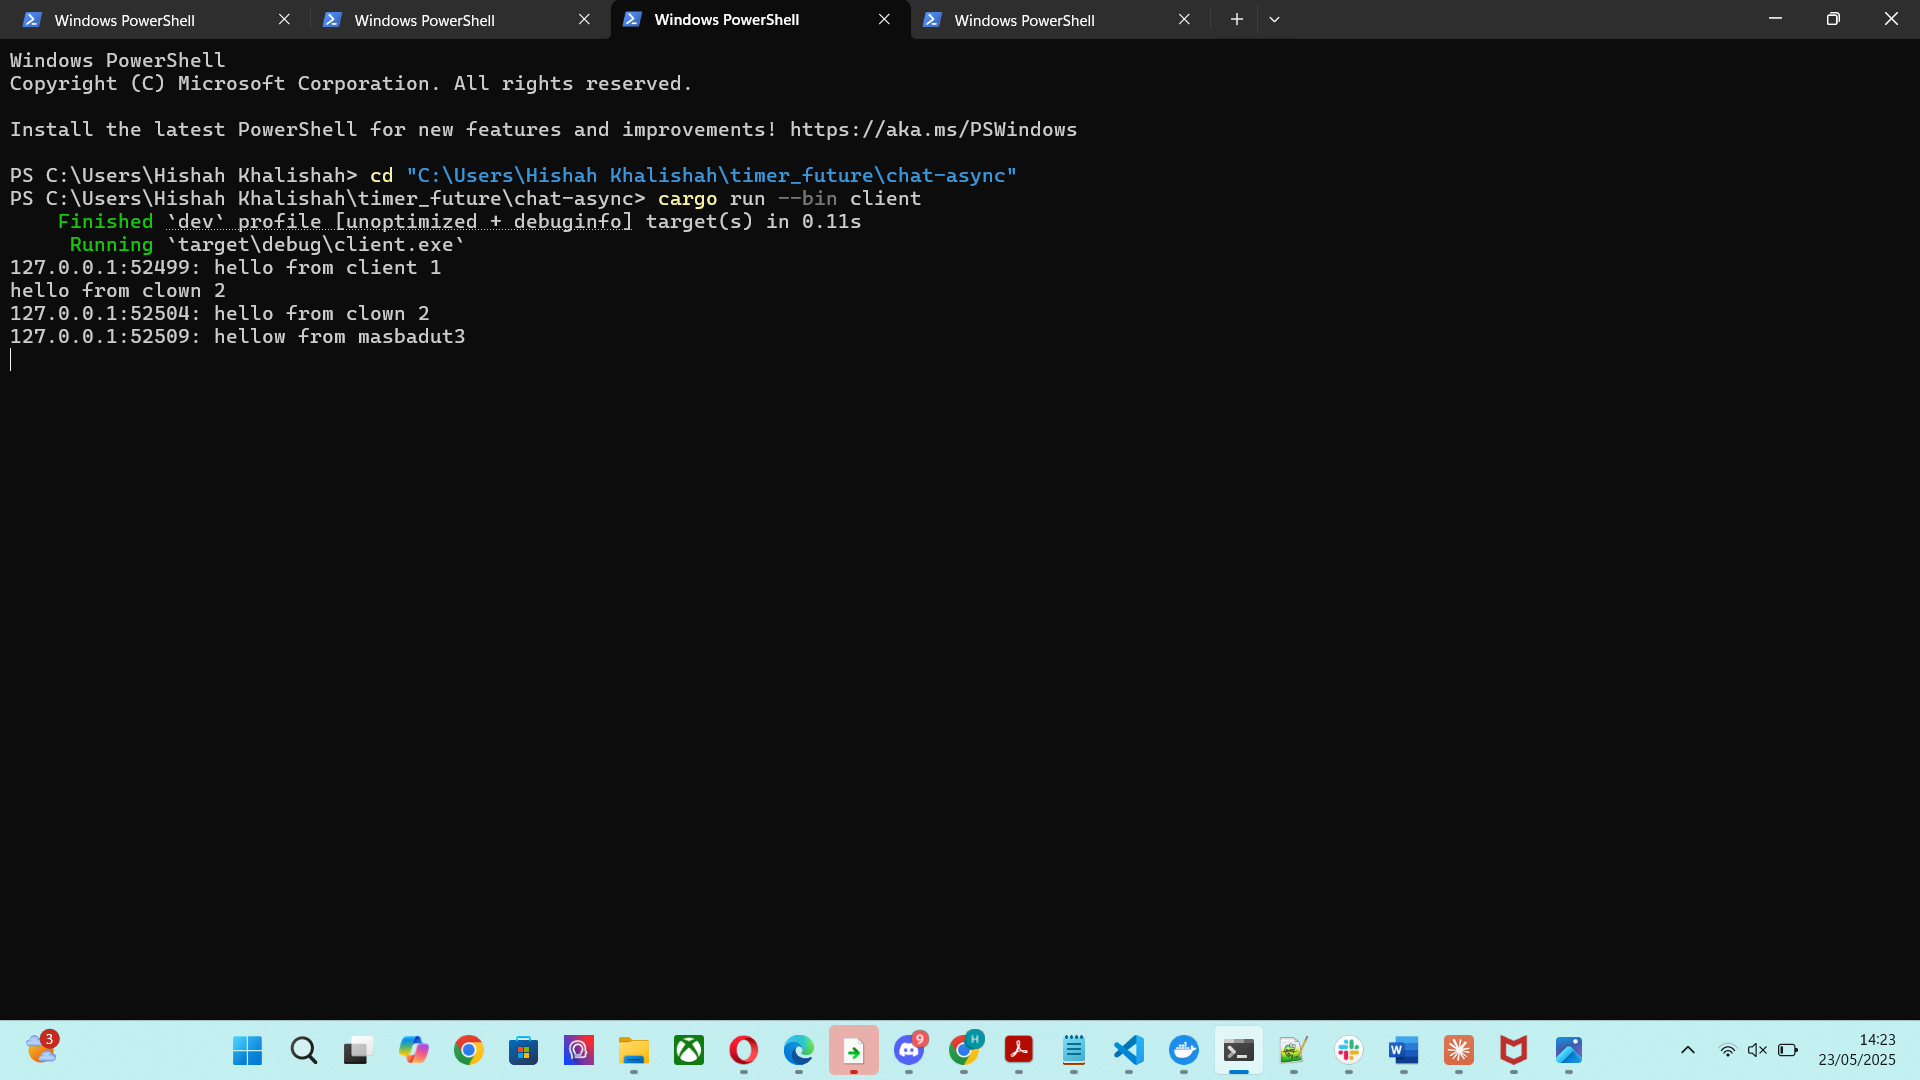 Windows PowerShell
Windows PowerShell
Windows PowerShell
Windows PowerShell
Windows PowerShell
Copyright (C) Microsoft Corporation. All rights reserved.
Install the latest PowerShell for new features and improvements! https://aka.ms/PSWindows
PS C:\Users\Hishah Khalishah> cd "C:\Users\Hishah Khalishah\timer_future\chat-async"
PS C:\Users\Hishah Khalishah\timer_future\chat-async> cargo run --bin client
Finished `dev` profile [unoptimized + debuginfo] target(s) in 0.11s
Running `target\debug\client.exe`
127.0.0.1:52499: hello from client 1
hello from clown 2
127.0.0.1:52504: hello from clown 2
127.0.0.1:52509: hellow from masbadut3
3
9
H
W
14:23
23/05/2025